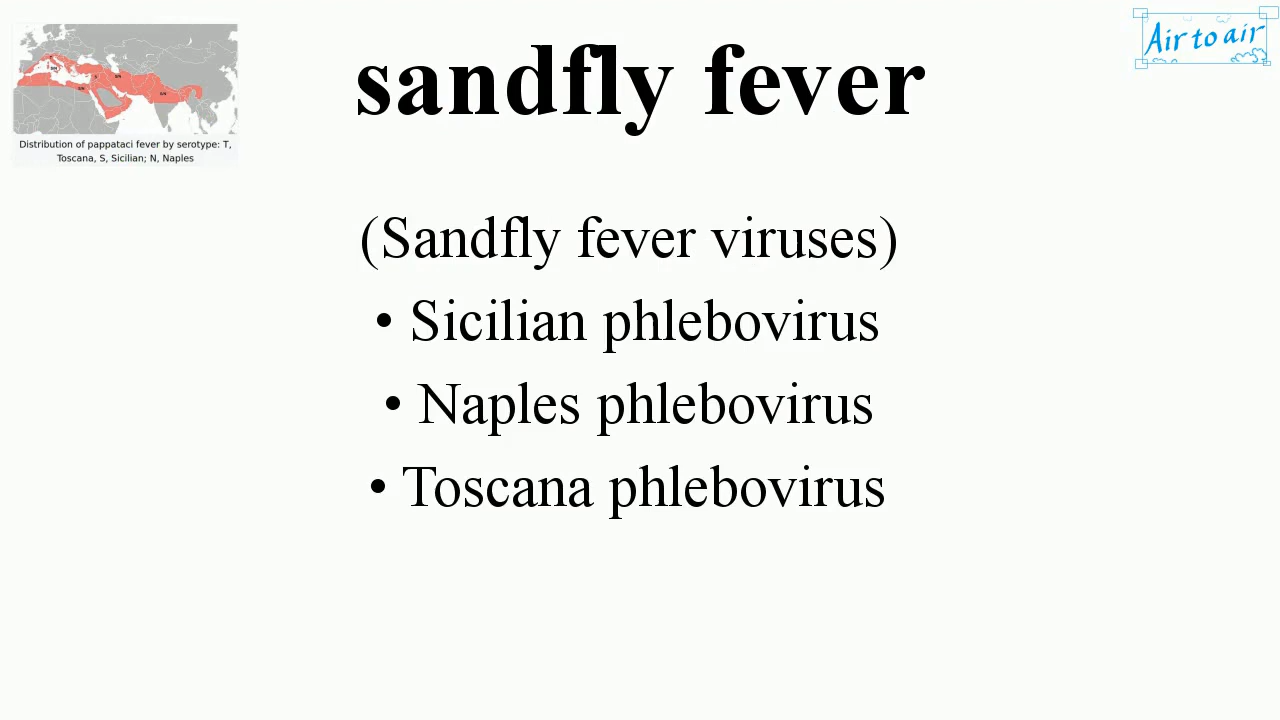 sandfly fever
Air to air
Distribution of pappataci fever by serotype: T,
Toscana, S, Sicilian; N, Naples
(Sandfly fever viruses)
• Sicilian phlebovirus
• Naples phlebovirus
• Toscana phlebovirus